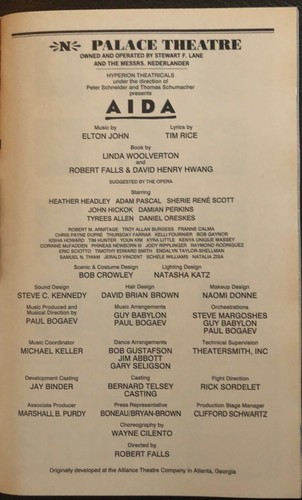 N PALACE THEATRE
OWNED AND OPERATED BY STEWART F. LANE
AND THE MESSRS. NEDERLANDER
HYPERION THEATRICALS
under the direction of
Peter Schneider and Thomas Schumacher
presents
AIDA
Music by Lyrics by
ELTON JOHN TIM RICE
Book by
LINDA WOOLVERTON
and
ROBERT FALLS & DAVID HENRY HWANG
SUGGESTED BY THE OPERA
Starring
HEATHER HEADLEY ADAM PASCAL SHERIE RENÉ SCOTT
JOHN HICKOK DAMIAN PERKINS
TYREES ALLEN DANIEL ORESKES
ROBERT M. ARMITAGE TROY ALLAN BURGESS FRANNE CALMA
CHRIS PAYNE DUPRÉ THURSDAY FARRAR KELLI FOURNIER BOB GAYNOR
KISHA HOWARD TIM HUNTER YOUN KIM KYRA LITTLE KENYA UNIQUE MASSEY
CORINNE McFADDEN PHINEAS NEWBORN III JODY RIPPLINGER RAYMOND RODRIGUEZ
ERIC SCIOTTO TIMOTHY EDWARD SMITH ENDALYN TAYLOR-SHELLMAN
SAMUEL N. THIAM JERALD VINCENT SCHELE WILLIAMS NATALIA ZISA
Scenic & Costume Design Lighting Design
BOB CROWLEY NATASHA KATZ
Sound Design Hair Design Makeup Design
STEVE C. KENNEDY DAVID BRIAN BROWN NAOMI DONNE
Music Produced and Music Arrangements Orchestrations
Musical Direction by GUY BABYLON STEVE MARGOSHES
PAUL BOGAEV PAUL BOGAEV GUY BABYLON
PAUL BOGAEV
Music Coordinator Dance Arrangements Technical Supervision
MICHAEL KELLER BOB GUSTAFSON THEATERSMITH, INC
JIM ABBOTT
GARY SELIGSON
Development Casting Casting Fight Direction
JAY BINDER BERNARD TELSEY RICK SORDELET
CASTING
Associate Producer Press Representative Production Stage Manager
MARSHALL B. PURDY BONEAU/BRYAN-BROWN CLIFFORD SCHWARTZ
Choreography by
WAYNE CILENTO
Directed by
ROBERT FALLS
Originally developed at the Alliance Theatre Company in Atlanta, Georgia.